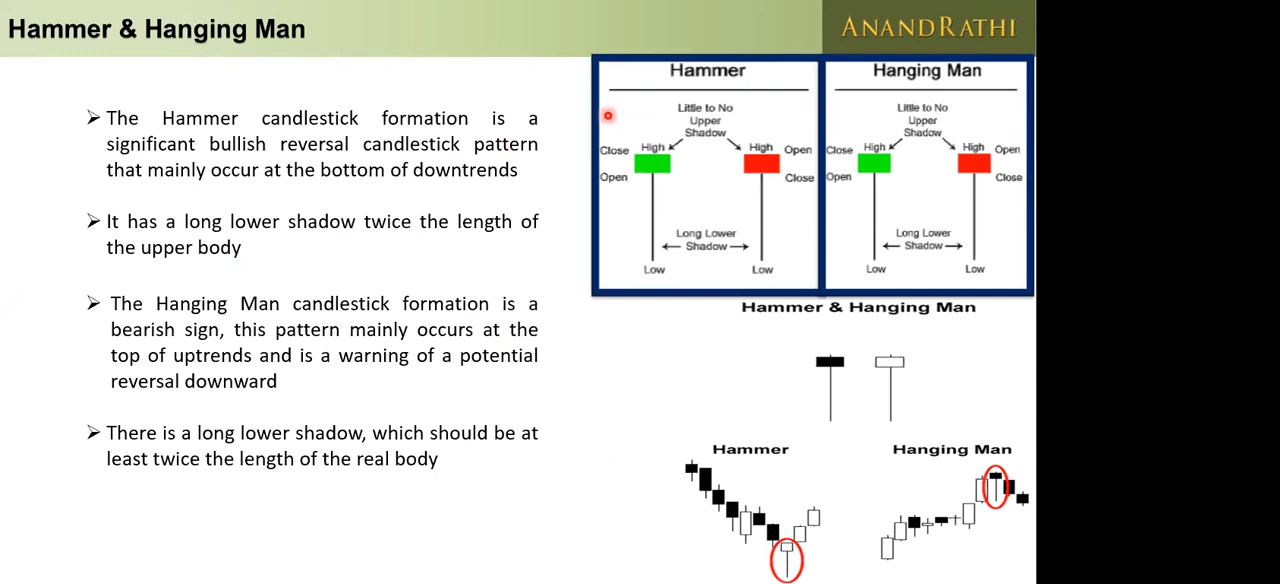 Hammer & Hanging Man
ANANDRATHI
➢ The Hammer candlestick formation is a
significant bullish reversal candlestick pattern
that mainly occur at the bottom of downtrends
➢ It has a long lower shadow twice the length of
the upper body
➢ The Hanging Man candlestick formation is a
bearish sign, this pattern mainly occurs at the
top of uptrends and is a warning of a potential
reversal downward
➢ There is a long lower shadow, which should be at
least twice the length of the real body
Hammer
Little to No
Upper
Shadow
Close High High Open
Open Close
Long Lower
Shadow
Low Low
Hanging Man
Little to No
Upper
Shadow
Close High High Open
Open Close
Long Lower
Shadow
Low Low
Hammer & Hanging Man
Hammer
Hanging Man